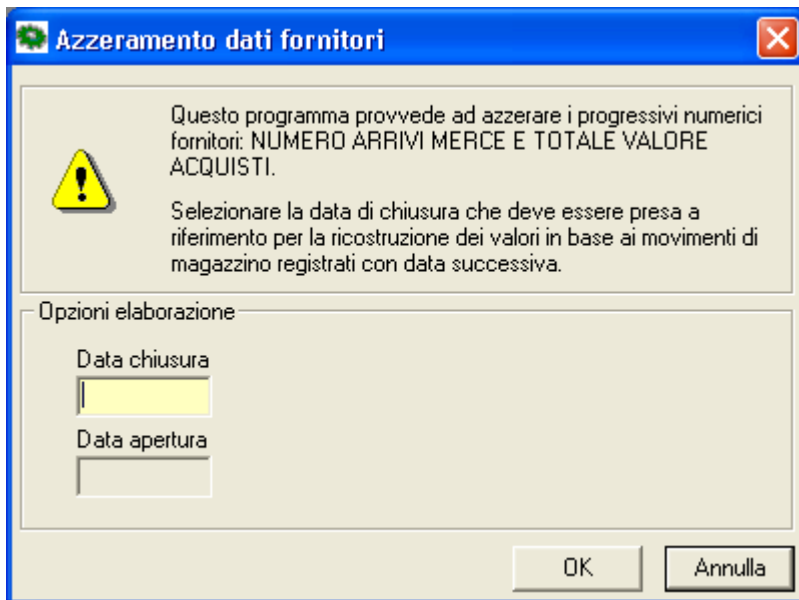 Azzeramento dati fornitori
Questo programma provvede ad azzerare i progressivi numerici
fornitori: NUMERO ARRIVI MERCE E TOTALE VALORE
ACQUISTI.
Selezionare la data di chiusura che deve essere presa a
riferimento per la ricostruzione dei valori in base ai movimenti di
magazzino registrati con data successiva.
Opzioni elaborazione
Data chiusura
Data apertura
OK
Annulla